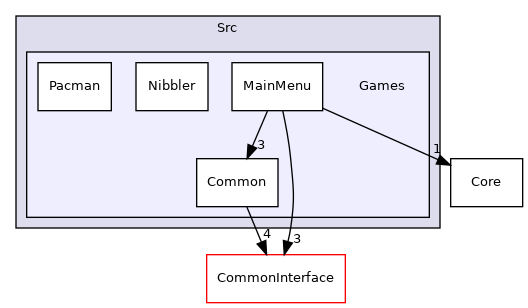 Src
Pacman
Nibbler
MainMenu
Games
3
1
Common
Core
4
3
CommonInterface